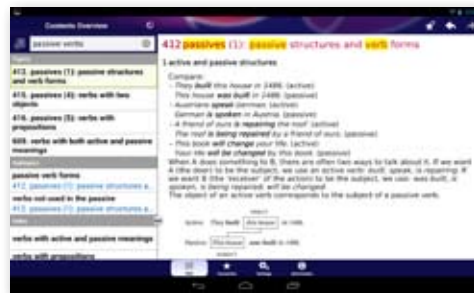 Contents Overview
passive verbs
412. passives (1): passive structures
and verb forms
415. passives (4): verbs with two
objects
416. passives (5): verbs with
prepositions
609. verbs with both active and passive
meanings
passive verb forms
412. passives (1): passive structures a...
verbs not used in the passive
412. passives (1): passive structures a...
verbs with active and passive meanings
verbs with prepositions
412 passives (1): passive structures and verb forms
1 active and passive structures
Compare:
- They built this house in 1486. (active)
This house was built in 1486. (passive)
- Austrians speak German. (active)
German is spoken in Austria. (passive)
- A friend of ours is repairing the roof. (active)
The roof is being repaired by a friend of ours. (passive)
- This book will change your life. (active)
Your life will be changed by this book. (passive)
When A does something to B, there are often two ways to talk about it. If we want
A (the doer) to be the subject, we use an active verb: built, speak, is repairing. If
we want B (the 'receiver' of the action) to be the subject, we use: was built, is
spoken, is being repaired, will be changed
The object of an active verb corresponds to the subject of a passive verb.
Active They built this house in 1486.
Passive This house was built in 1486.